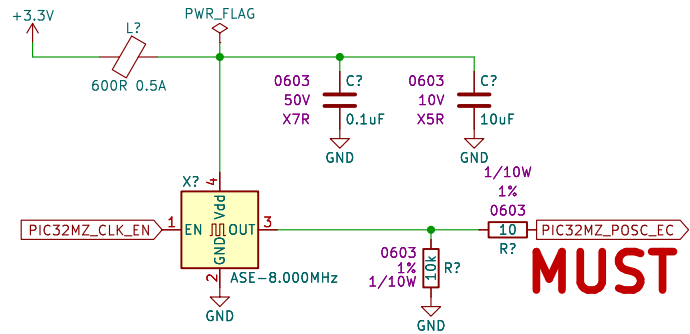 +3.3V
PWR_FLAG
L?
600R 0.5A
0603
50V
X7R
C?
0.1uF
GND
0603
10V
X5R
C?
10uF
GND
X?
4
Vdd
PIC32MZ_CLK_EN
1
EN
OUT
3
GND
2
ASE-8.000MHz
GND
1/10W
1%
0603
10
R?
PIC32MZ_POSC_EC
0603
1%
1/10W
10k
R?
GND
MUST